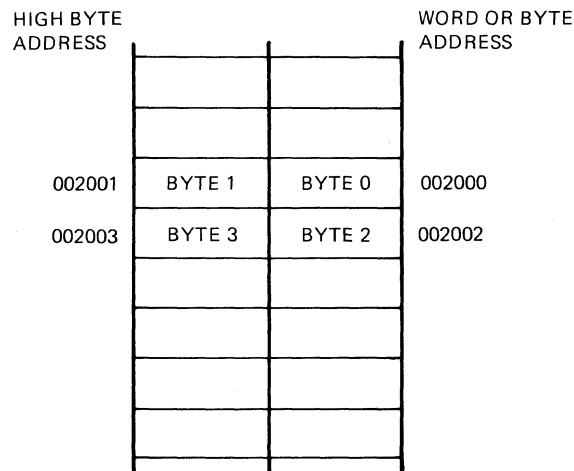 HIGH BYTE
ADDRESS
WORD OR BYTE
ADDRESS
002001 BYTE 1 BYTE 0 002000
002003 BYTE 3 BYTE 2 002002